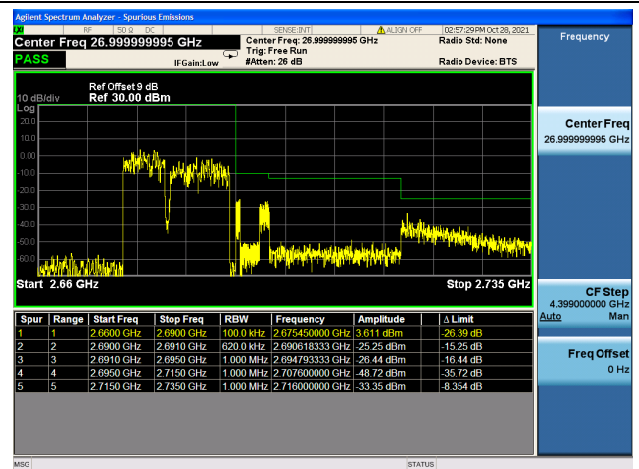 Agilent Spectrum Analyzer - Spurious Emissions
RF 50 Ω DC SENSE:INT ALIGN OFF 02:57:29 PM Oct 28, 2021
Center Freq 26.999999995 GHz Center Freq: 26.999999995 GHz Radio Std: None
Trig: Free Run
PASS IFGain:Low #Atten: 26 dB Radio Device: BTS
Ref Offset 9 dB
10 dB/div Ref 30.00 dBm
Log
20.0
10.0
0.00
-10.0
-20.0
-30.0
-40.0
-50.0
-60.0
Start 2.66 GHz Stop 2.735 GHz
Spur Range Start Freq Stop Freq RBW Frequency Amplitude Δ Limit
1 1 2.6600 GHz 2.6900 GHz 100.0 kHz 2.675450000 GHz 3.611 dBm -26.39 dB
2 2 2.6900 GHz 2.6910 GHz 620.0 kHz 2.690618333 GHz -25.25 dBm -15.25 dB
3 3 2.6910 GHz 2.6950 GHz 1.000 MHz 2.694793333 GHz -26.44 dBm -16.44 dB
4 4 2.6950 GHz 2.7150 GHz 1.000 MHz 2.707600000 GHz -48.72 dBm -35.72 dB
5 5 2.7150 GHz 2.7350 GHz 1.000 MHz 2.716000000 GHz -33.35 dBm -8.354 dB
Frequency
Center Freq
26.999999995 GHz
CF Step
4.399000000 GHz
Auto Man
Freq Offset
0 Hz
MSG STATUS